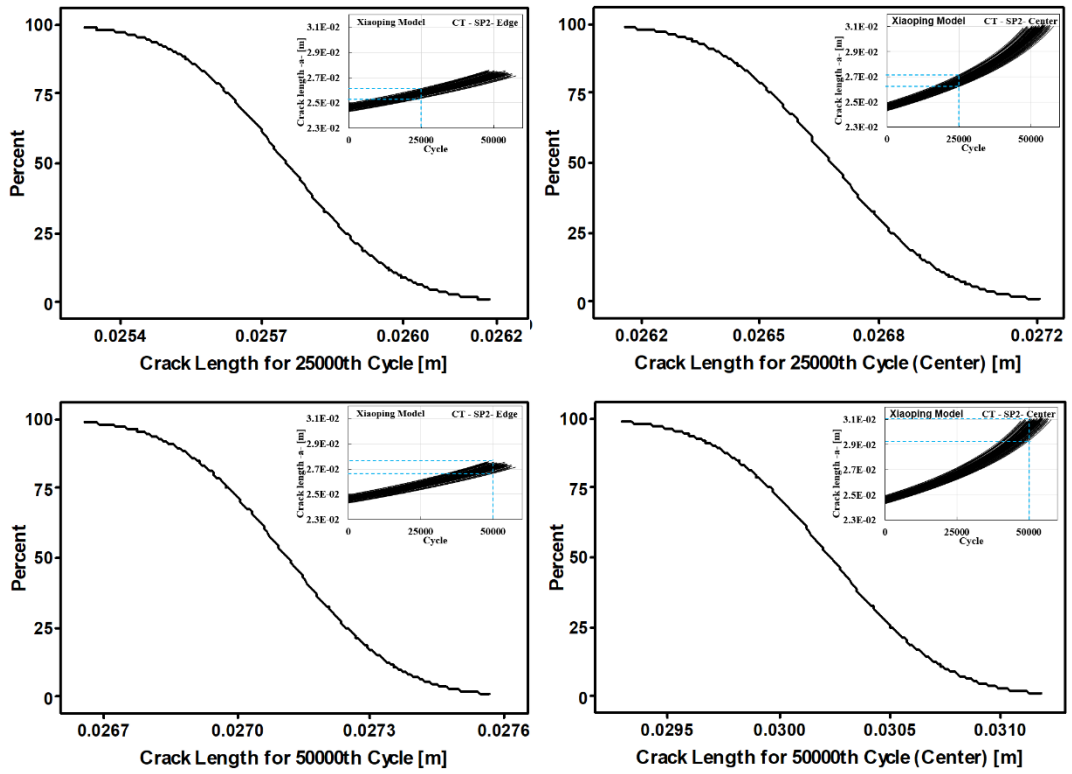 100
75
50
25
0
Percent
0.0254 0.0257 0.0260 0.0262
Crack Length for 25000th Cycle [m]
Xiaoping Model CT - SP2- Edge
3.1E-02
2.9E-02
2.7E-02
2.5E-02
2.3E-02
Crack length -a- [m]
0 25000 50000
Cycle
100
75
50
25
0
Percent
0.0262 0.0265 0.0268 0.0272
Crack Length for 25000th Cycle (Center) [m]
Xiaoping Model CT - SP2- Center
3.1E-02
2.9E-02
2.7E-02
2.5E-02
2.3E-02
Crack length -a- [m]
0 25000 50000
Cycle
100
75
50
25
0
Percent
0.0267 0.0270 0.0273 0.0276
Crack Length for 50000th Cycle [m]
Xiaoping Model CT - SP2- Edge
3.1E-02
2.9E-02
2.7E-02
2.5E-02
2.3E-02
Crack length -a- [m]
0 25000 50000
Cycle
100
75
50
25
0
Percent
0.0295 0.0300 0.0305 0.0310
Crack Length for 50000th Cycle (Center) [m]
Xiaoping Model CT - SP2- Center
3.1E-02
2.9E-02
2.7E-02
2.5E-02
2.3E-02
Crack length -a- [m]
0 25000 50000
Cycle